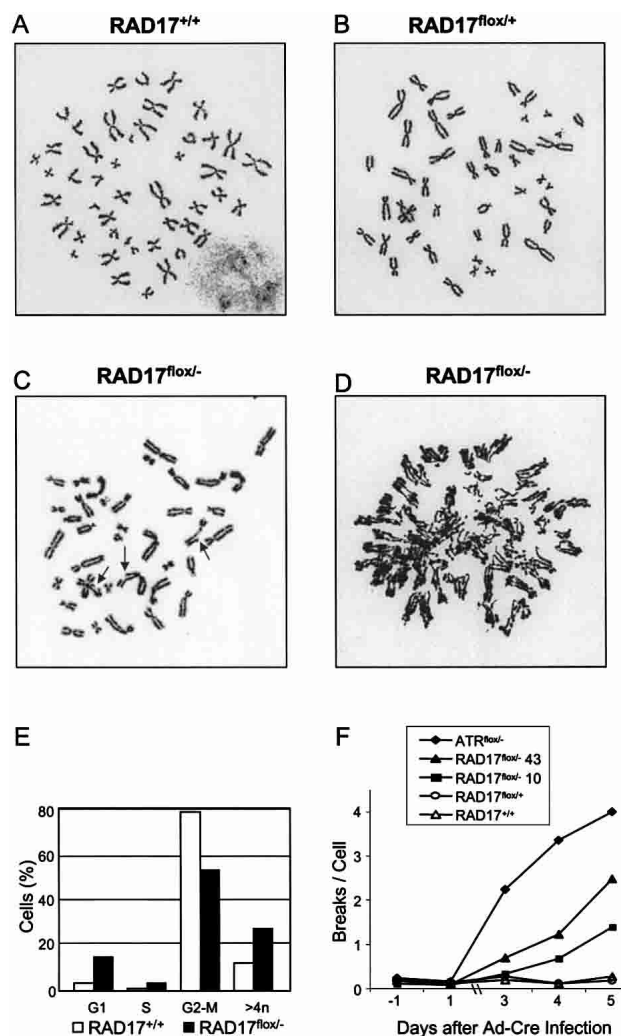 A
RAD17+/+
B
RAD17flox/+
C
RAD17flox/-
D
RAD17flox/-
E
Cells (%)
80
60
40
20
0
G1 S G2-M >4n
RAD17+/+ RAD17flox/-
F
ATRflox/-
RAD17flox/- 43
RAD17flox/- 10
RAD17flox/+
RAD17+/+
Breaks / Cell
4
3
2
1
0
-1 1 3 4 5
Days after Ad-Cre Infection